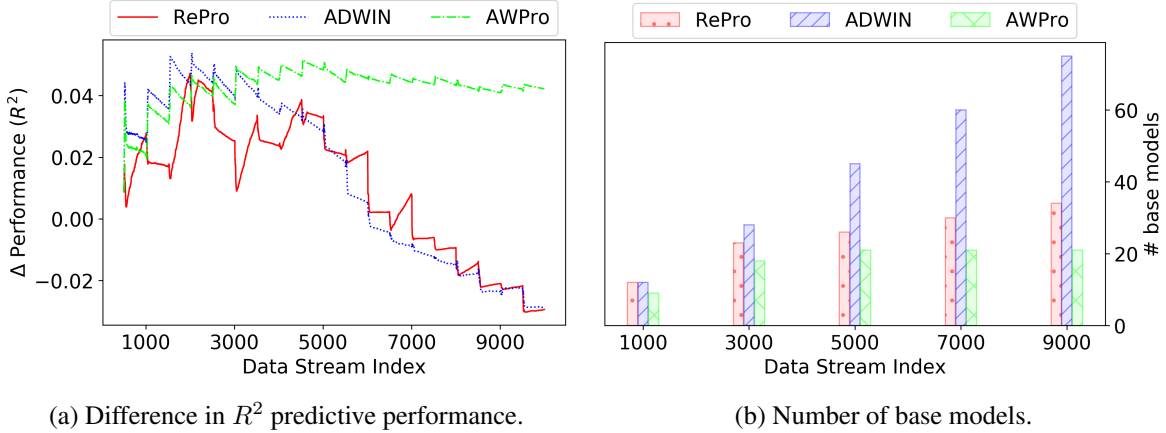 RePro ADWIN AWPro
0.04
0.02
0.00
−0.02
Δ Performance (R²)
1000 3000 5000 7000 9000
Data Stream Index
(a) Difference in R² predictive performance.
RePro ADWIN AWPro
60
40
20
0
# base models
1000 3000 5000 7000 9000
Data Stream Index
(b) Number of base models.